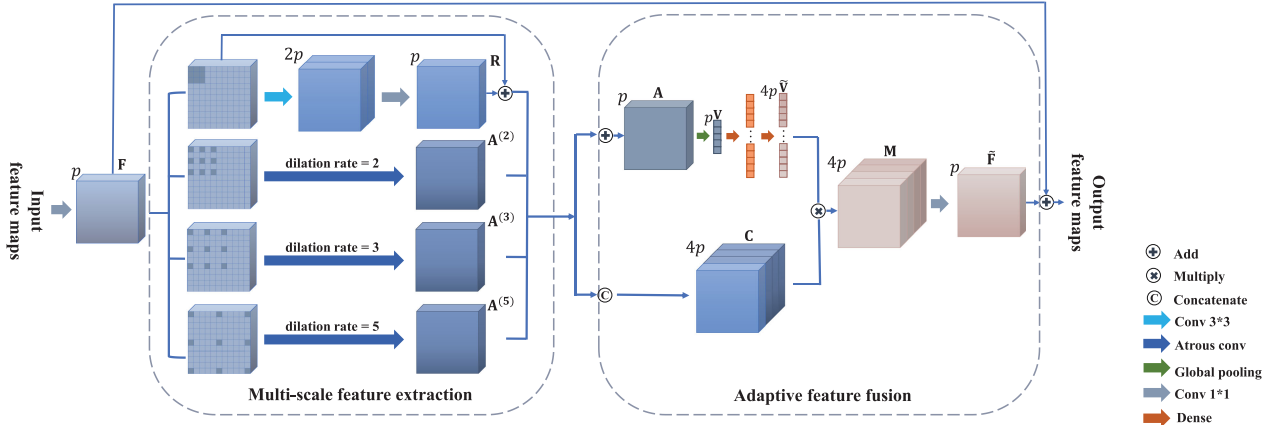 Input
feature maps
p
F
2p
p
R
A(2)
dilation rate = 2
A(3)
dilation rate = 3
A(5)
dilation rate = 5
Multi-scale feature extraction
p
A
pV
4pṼ
4p
C
4p
M
p
F̃
Adaptive feature fusion
Output
feature maps
Add
Multiply
C Concatenate
C
Conv 3*3
Atrous conv
Global pooling
Conv 1*1
Dense